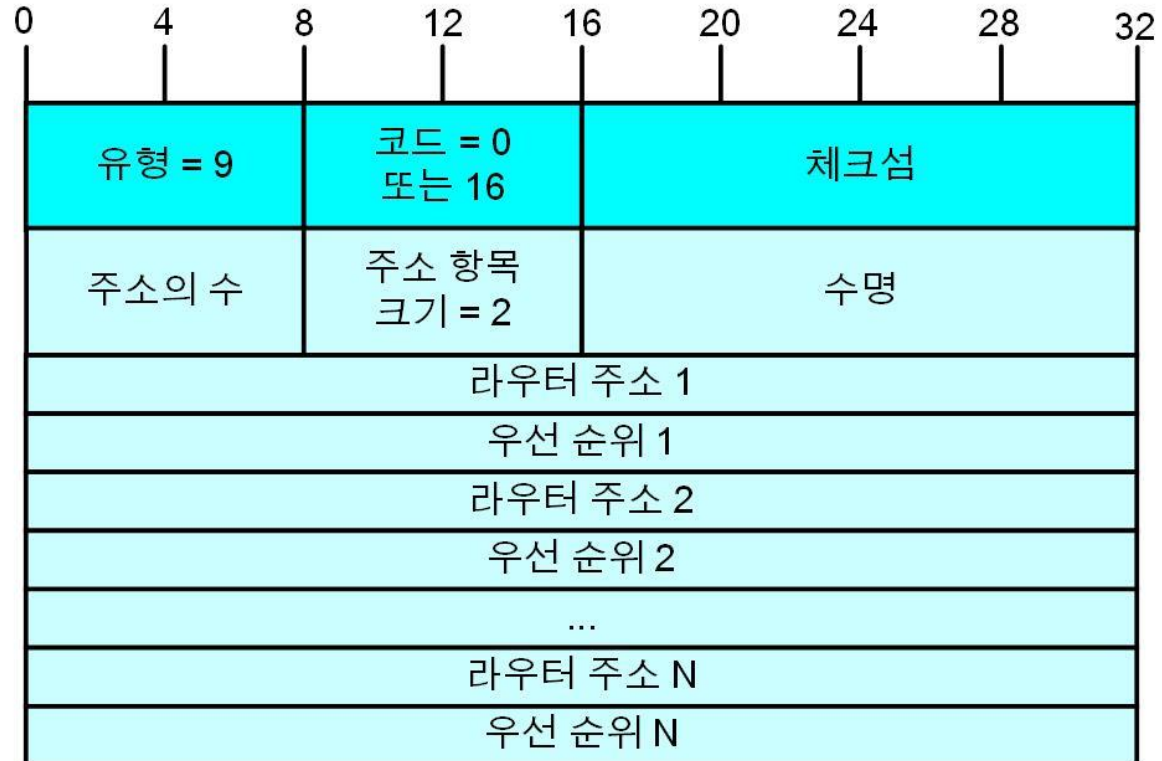 0 4 8 12 16 20 24 28 32
유형 = 9
코드 = 0
또는 16
체크섬
주소의 수
주소 항목
크기 = 2
수명
라우터 주소 1
우선 순위 1
라우터 주소 2
우선 순위 2
...
라우터 주소 N
우선 순위 N